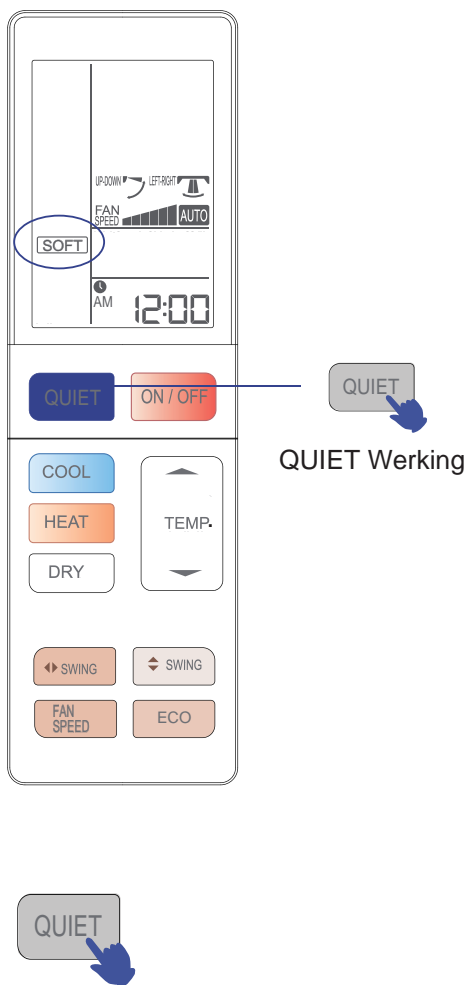 UP-DOWN LEFT-RIGHT
FAN
SPEED AUTO
SOFT
AM 12:00
QUIET ON / OFF
QUIET
QUIET Werking
COOL
HEAT
TEMP.
DRY
SWING SWING
FAN
SPEED
ECO
QUIET